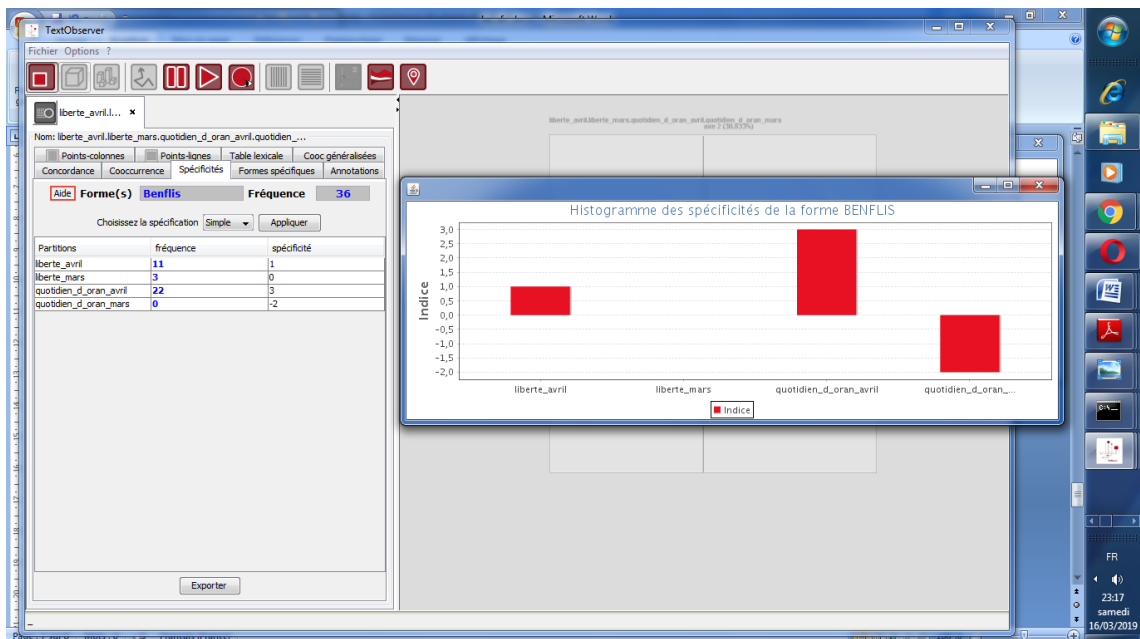 TextObserver
Fichier Options ?
liberte_avril.l... ×
Nom: liberte_avril.liberte_mars.quotidien_d_oran_avril.quotidien_...
Points-colonnes Points-lignes Table lexicale Cooc généralisées
Concordance Cooccurrence Spécificités Formes spécifiques Annotations
Aide Forme(s) Benflis Fréquence 36
Choisissez la spécification Simple Appliquer
Partitions fréquence spécificité
liberte_avril 11 1
liberte_mars 3 0
quotidien_d_oran_avril 22 3
quotidien_d_oran_mars 0 -2
Exporter
liberte_avril.liberte_mars.quotidien_d_oran_avril.quotidien_d_oran_mars
Histogramme des spécificités de la forme BENFLIS
Indice
3,0
2,5
2,0
1,5
1,0
0,5
0,0
-0,5
-1,0
-1,5
-2,0
liberte_avril liberte_mars quotidien_d_oran_avril quotidien_d_oran_...
Indice
FR
23:17
samedi
16/03/2019